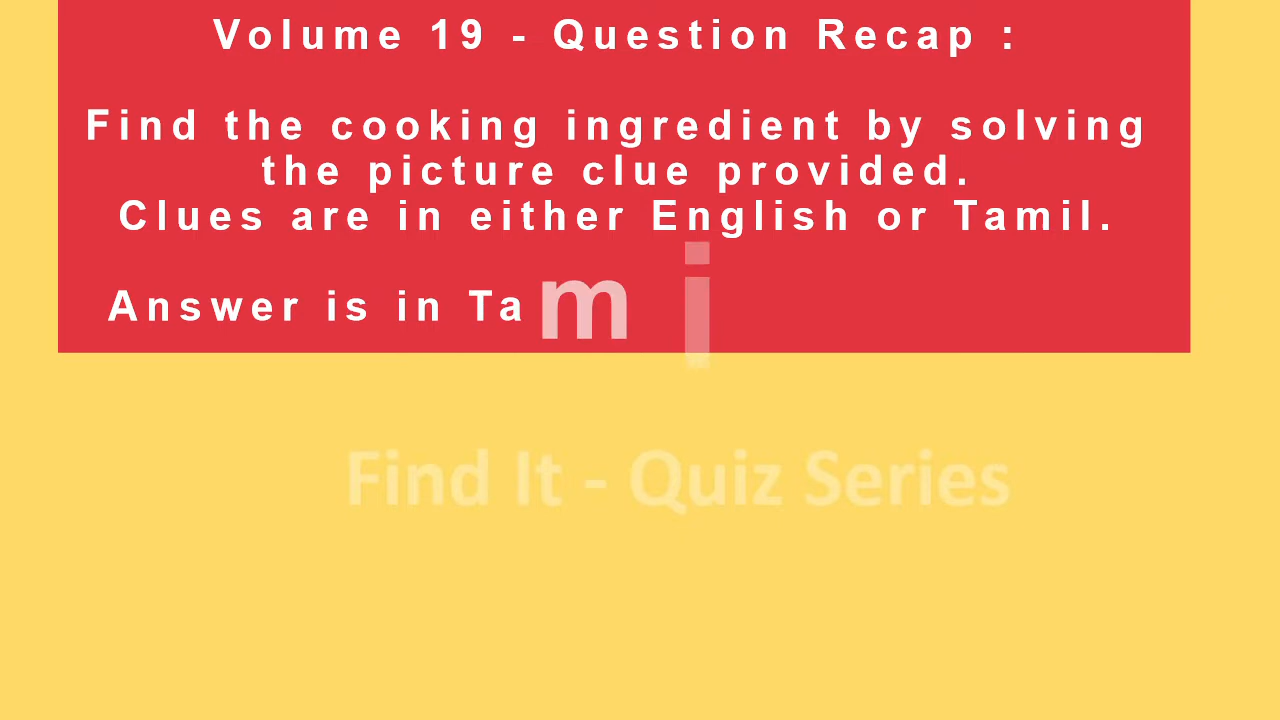 Volume 19 - Question Recap :
Find the cooking ingredient by solving
the picture clue provided.
Clues are in either English or Tamil.
Answer is in Tami
Find It - Quiz Series